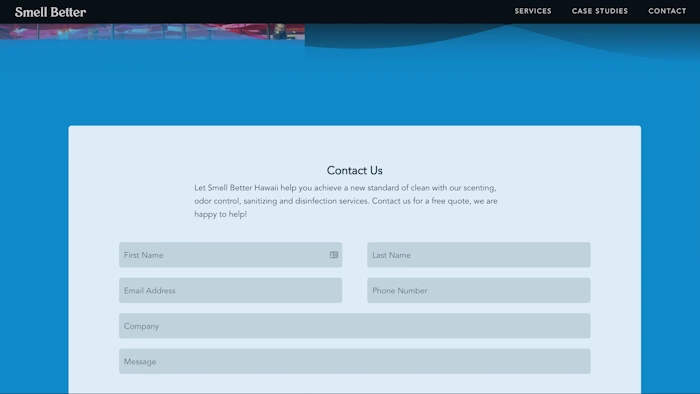 Smell Better
SERVICES CASE STUDIES CONTACT
Contact Us
Let Smell Better Hawaii help you achieve a new standard of clean with our scenting,
odor control, sanitizing and disinfection services. Contact us for a free quote, we are
happy to help!
First Name
Last Name
Email Address
Phone Number
Company
Message